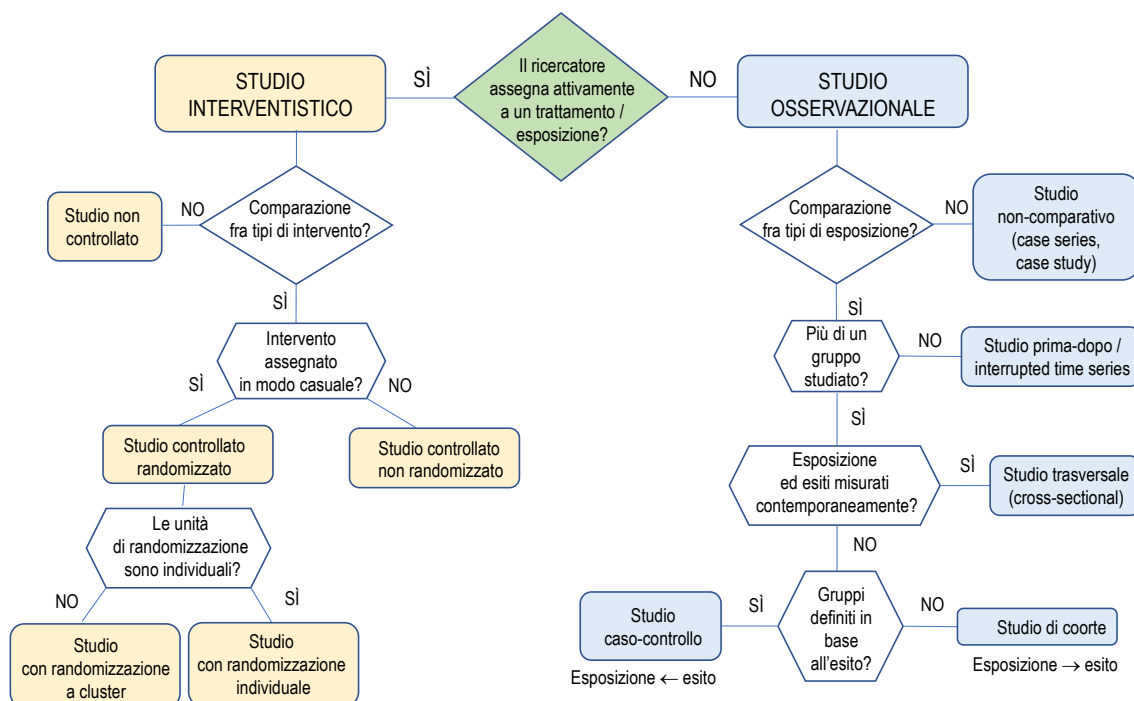 STUDIO
INTERVENTISTICO
SÌ
Il ricercatore
assegna attivamente
a un trattamento /
esposizione?
NO
STUDIO
OSSERVAZIONALE
Studio non
controllato
NO
Comparazione
fra tipi di intervento?
Comparazione
fra tipi di esposizione?
NO
Studio
non-comparativo
(case series,
case study)
SÌ
SÌ
Intervento
assegnato
in modo casuale?
SÌ
NO
Più di un
gruppo
studiato?
NO
Studio prima-dopo /
interrupted time series
SÌ
Studio controllato
randomizzato
Studio controllato
non randomizzato
Esposizione
ed esiti misurati
contemporaneamente?
SÌ
Studio trasversale
(cross-sectional)
Le unità
di randomizzazione
sono individuali?
NO
NO
SÌ
Studio
con randomizzazione
a cluster
Studio
con randomizzazione
individuale
Studio
caso-controllo
SÌ
Gruppi
definiti in
base
all'esito?
NO
Studio di coorte
Esposizione ← esito
Esposizione → esito